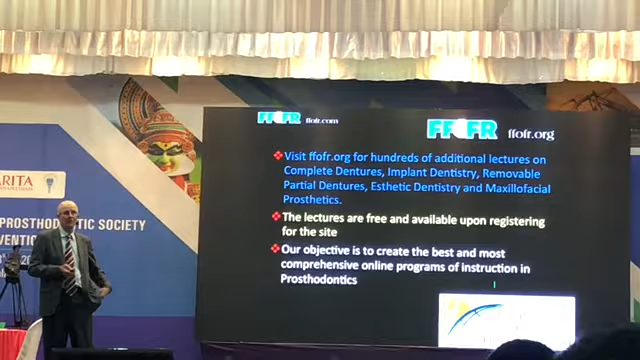 FFOFR ffofr.com
FFOFR ffofr.org
Visit ffofr.org for hundreds of additional lectures on
Complete Dentures, Implant Dentistry, Removable
Partial Dentures, Esthetic Dentistry and Maxillofacial
Prosthetics.
The lectures are free and available upon registering
for the site
Our objective is to create the best and most
comprehensive online programs of instruction in
Prosthodontics
RITA
PROSTHODONTIC SOCIETY